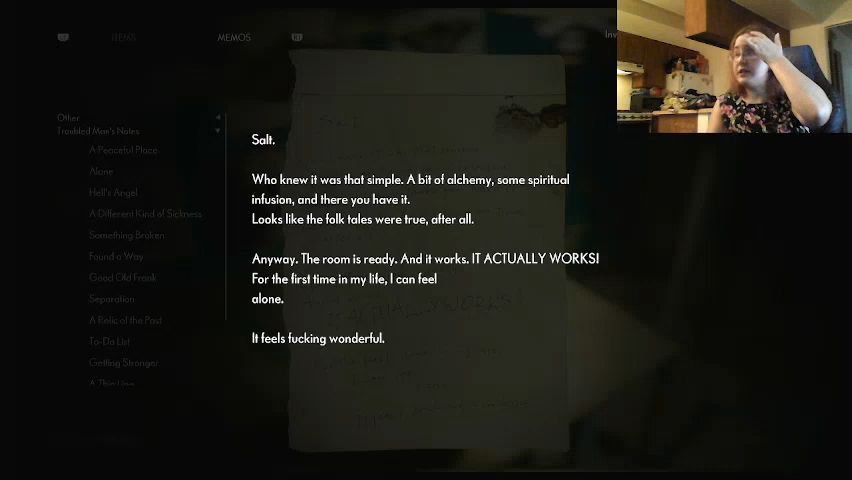 ITEMS
MEMOS
Inv
Other
Troubled Man's Notes
A Peaceful Place
Alone
Hell's Angel
A Different Kind of Sickness
Something Broken
Found a Way
Good Old Frank
Separation
A Relic of the Past
To-Do List
Getting Stronger
A Thin Line
Salt.
Who knew it was that simple. A bit of alchemy, some spiritual
infusion, and there you have it.
Looks like the folk tales were true, after all.
Anyway. The room is ready. And it works. IT ACTUALLY WORKS!
For the first time in my life, I can feel
alone.
It feels fucking wonderful.